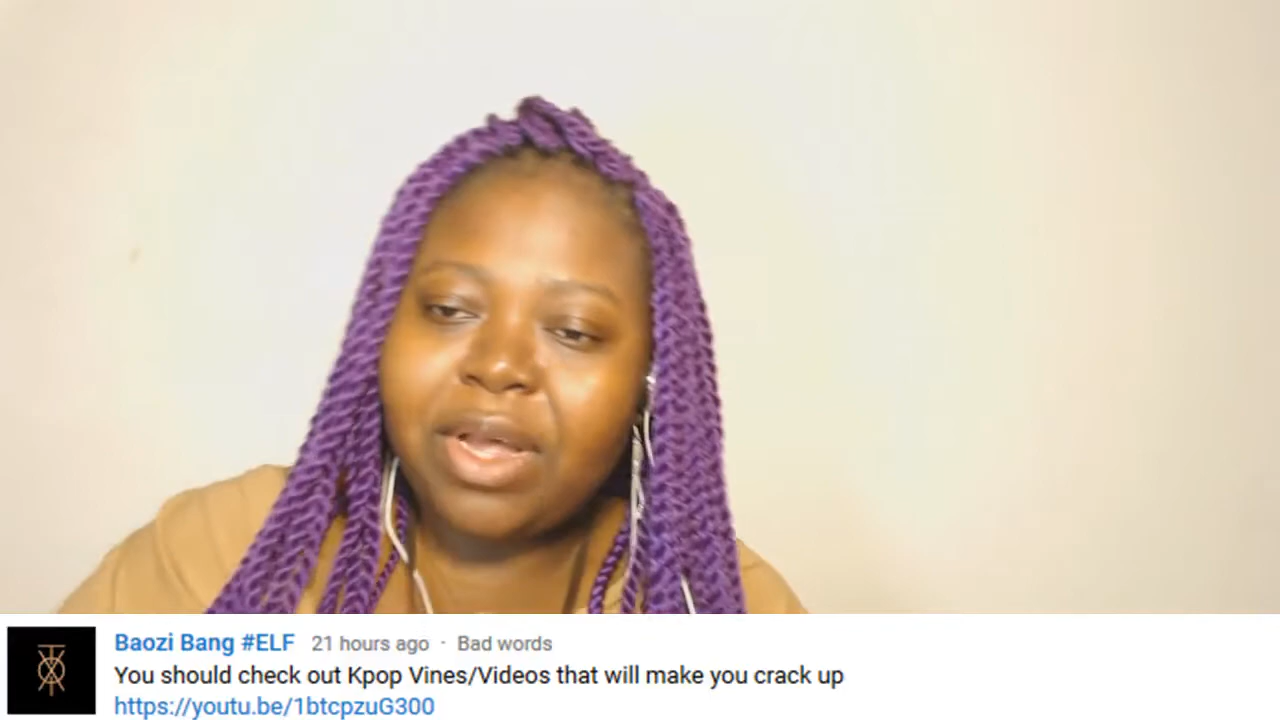 Baozi Bang #ELF 21 hours ago · Bad words
You should check out Kpop Vines/Videos that will make you crack up
https://youtu.be/1btcpzuG300